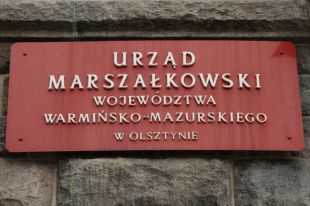 URZĄD
MARSZAŁKOWSKI
WOJEWÓDZTWA
WARMIŃSKO-MAZURSKIEGO
W OLSZTYNIE